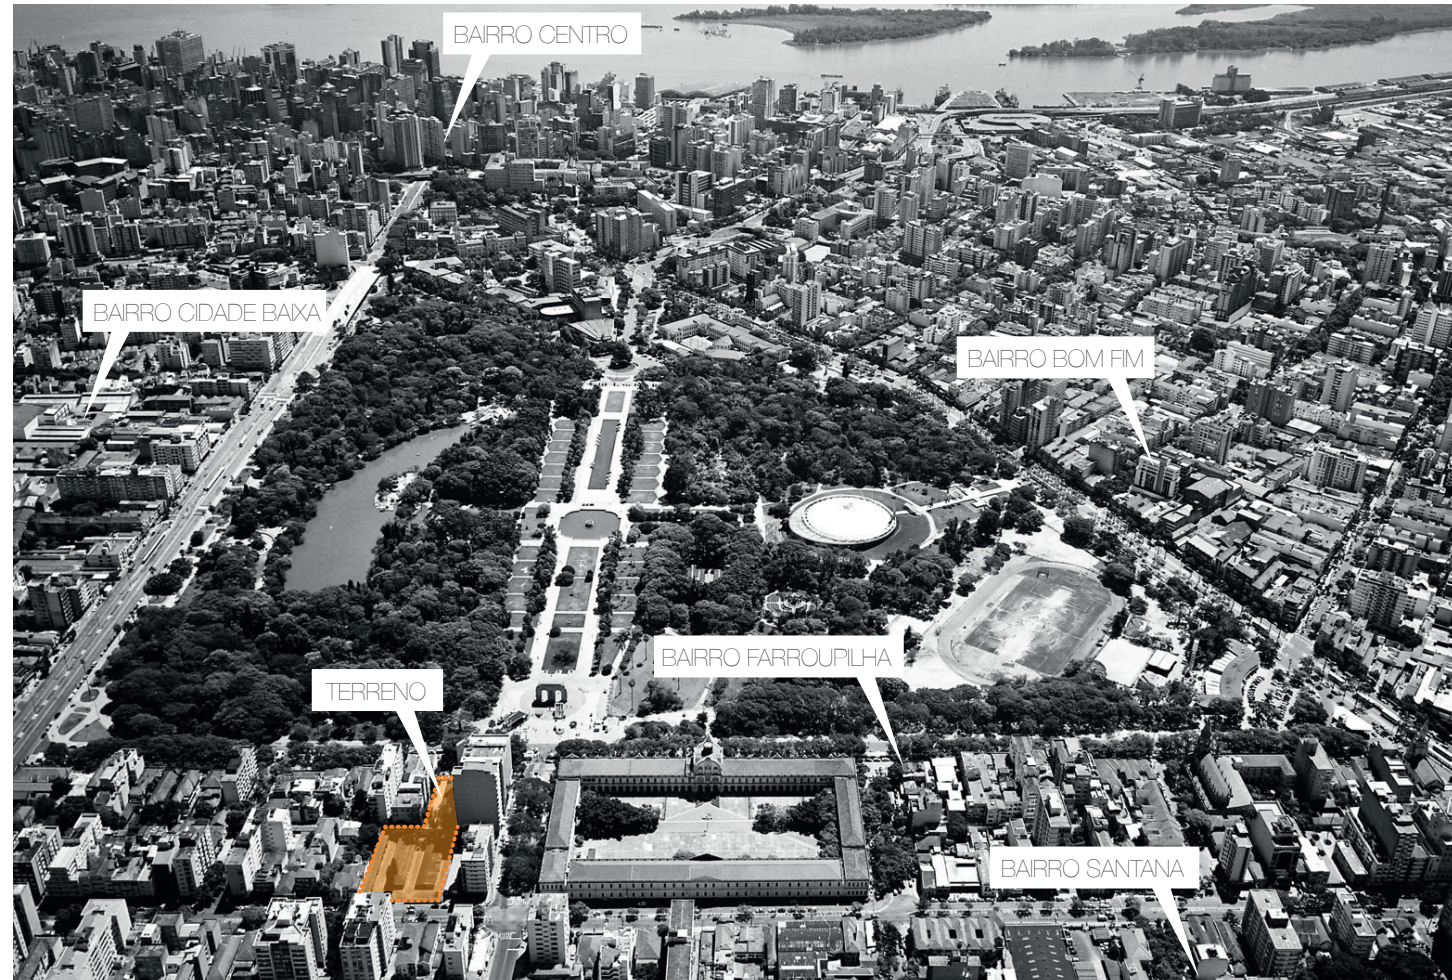 BAIRRO CENTRO
BAIRRO CIDADE BAIXA
BAIRRO BOM FIM
BAIRRO FARROUPILHA
TERRENO
BAIRRO SANTANA